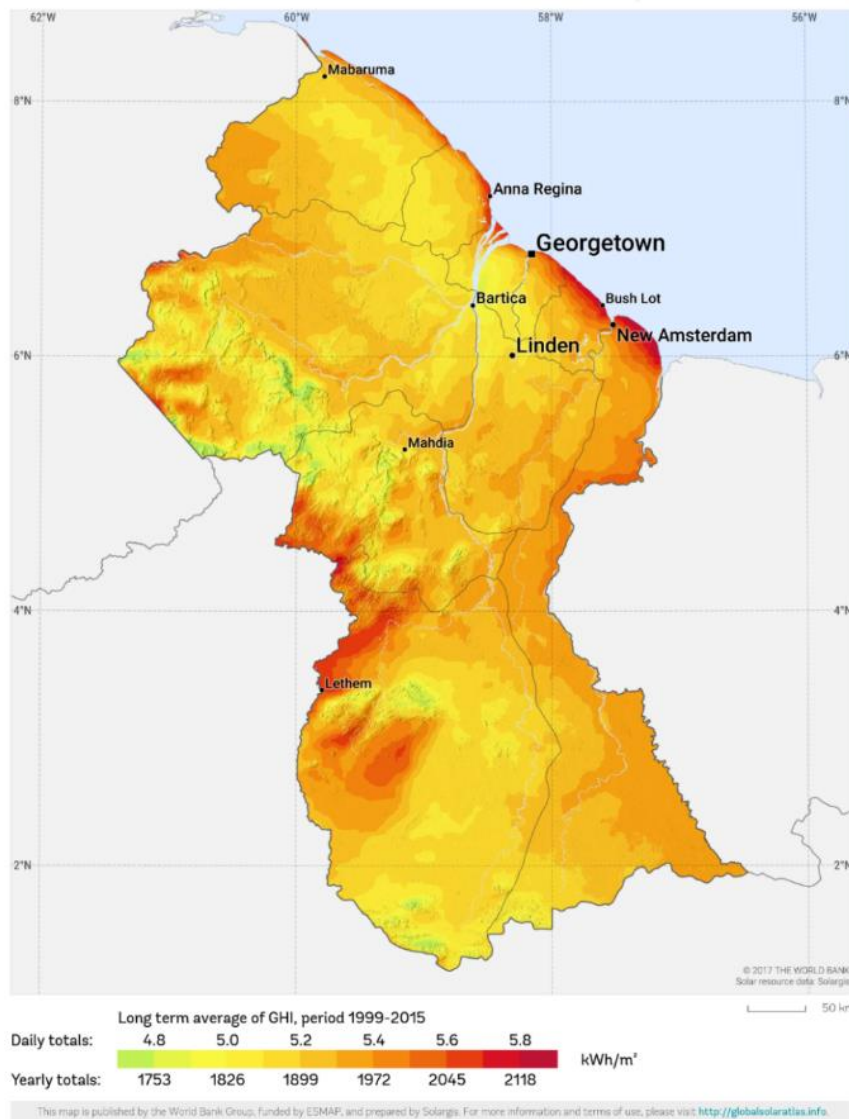 62°W 60°W 58°W 56°W
Mabaruma
8°N 8°N
Anna Regina
Georgetown
Bartica
Bush Lot
New Amsterdam
Linden
6°N 6°N
Mahdia
4°N 4°N
Lethem
2°N 2°N
© 2017 THE WORLD BANK
Solar resource data: Solargis
50 km
Long term average of GHI, period 1999-2015
Daily totals: 4.8 5.0 5.2 5.4 5.6 5.8
kWh/m²
Yearly totals: 1753 1826 1899 1972 2045 2118
This map is published by the World Bank Group, funded by ESMAP, and prepared by Solargis. For more information and terms of use, please visit http://globalsolaratlas.info.